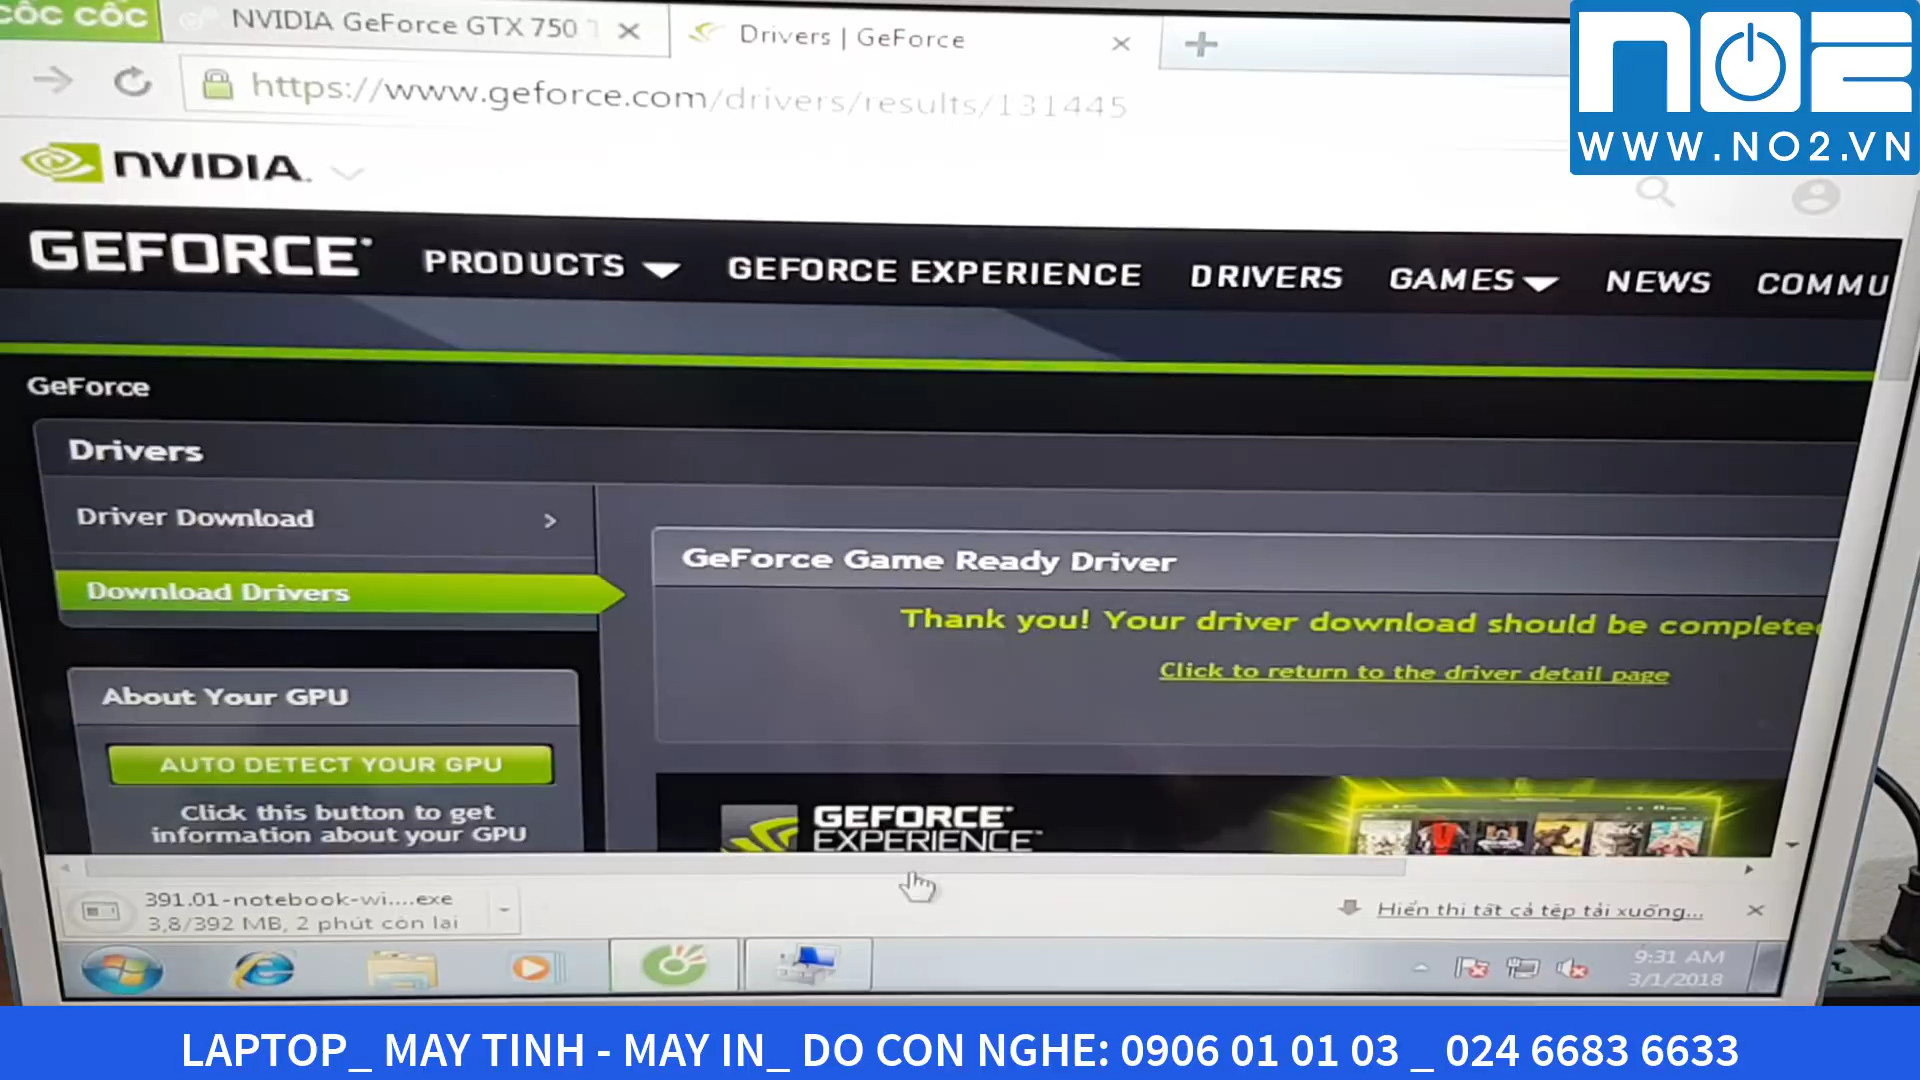 CỐC CỐC
NVIDIA GeForce GTX 750
Drivers | GeForce
https://www.geforce.com/drivers/results/131445
NO2
WWW.NO2.VN
NVIDIA.
GEFORCE
PRODUCTS
GEFORCE EXPERIENCE
DRIVERS
GAMES
NEWS
COMMU
GeForce
Drivers
Driver Download
Download Drivers
GeForce Game Ready Driver
Thank you! Your driver download should be complete
Click to return to the driver detail page
About Your GPU
AUTO DETECT YOUR GPU
Click this button to get
information about your GPU
GEFORCE
EXPERIENCE
391.01-notebook-wi....exe
3,8/392 MB, 2 phút còn lại
Hiển thị tất cả tệp tải xuống...
9:31 AM
3/1/2018
LAPTOP_ MAY TINH - MAY IN_ DO CON NGHE: 0906 01 01 03 _ 024 6683 6633